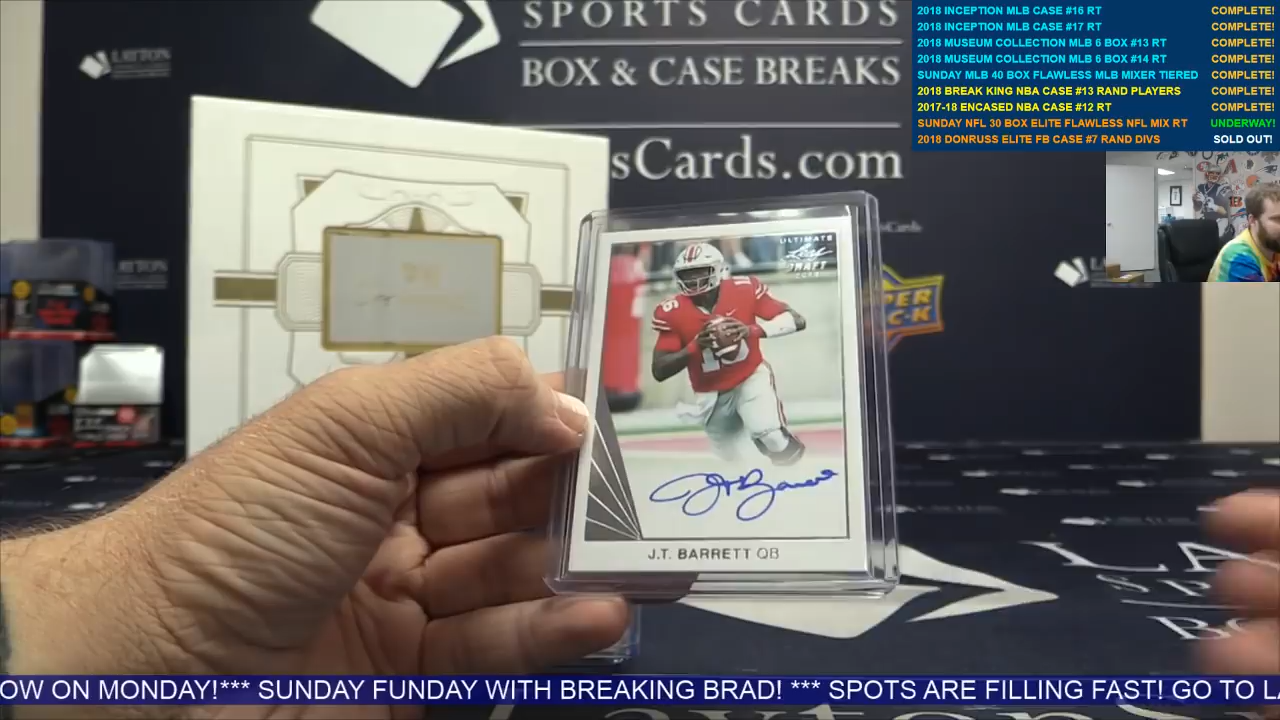 SPORTS CARDS
BOX & CASE BREAKS
sCards.com
LAYTON
2018 INCEPTION MLB CASE #16 RT COMPLETE!
2018 INCEPTION MLB CASE #17 RT COMPLETE!
2018 MUSEUM COLLECTION MLB 6 BOX #13 RT COMPLETE!
2018 MUSEUM COLLECTION MLB 6 BOX #14 RT COMPLETE!
SUNDAY MLB 40 BOX FLAWLESS MLB MIXER TIERED COMPLETE!
2018 BREAK KING NBA CASE #13 RAND PLAYERS COMPLETE!
2017-18 ENCASED NBA CASE #12 RT COMPLETE!
SUNDAY NFL 30 BOX ELITE FLAWLESS NFL MIX RT UNDERWAY!
2018 DONRUSS ELITE FB CASE #7 RAND DIVS SOLD OUT!
ULTIMATE
Leaf
DRAFT
16
J.T. Barrett
J.T. BARRETT QB
OW ON MONDAY!*** SUNDAY FUNDAY WITH BREAKING BRAD! *** SPOTS ARE FILLING FAST! GO TO LA